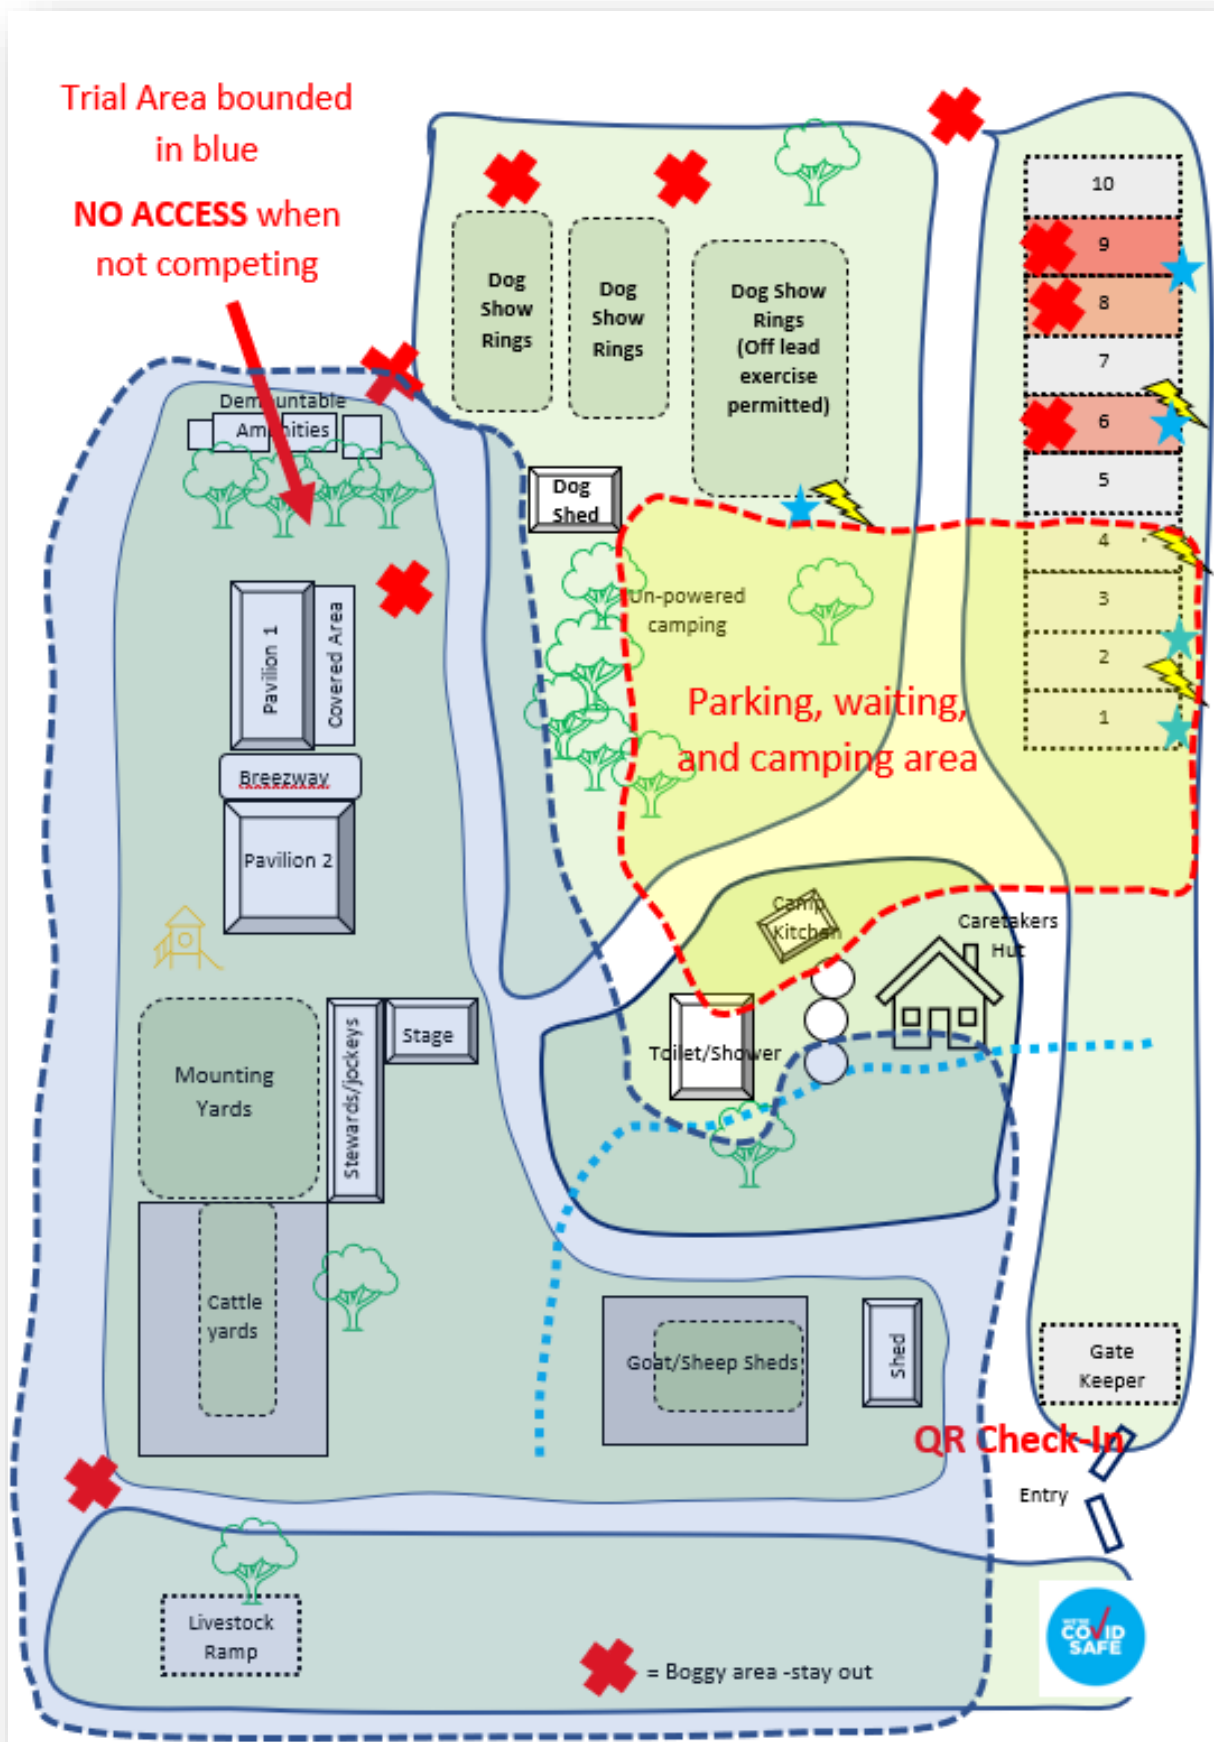 Trial Area bounded
in blue
NO ACCESS when
not competing
10
9
8
7
6
5
4
3
2
1
Dog
Show
Rings
Dog
Show
Rings
Dog Show
Rings
(Off lead
exercise
permitted)
Demountable
Amenities
Dog
Shed
Un-powered
camping
Parking, waiting,
and camping area
Pavilion 1
Covered Area
Breezway
Pavilion 2
Camp
Kitchen
Caretakers
Hut
Stage
Stewards/jockeys
Toilet/Shower
Mounting
Yards
Cattle
yards
Goat/Sheep Sheds
Shed
Gate
Keeper
QR Check-In
Entry
Livestock
Ramp
= Boggy area -stay out
WE'RE
COVID
SAFE